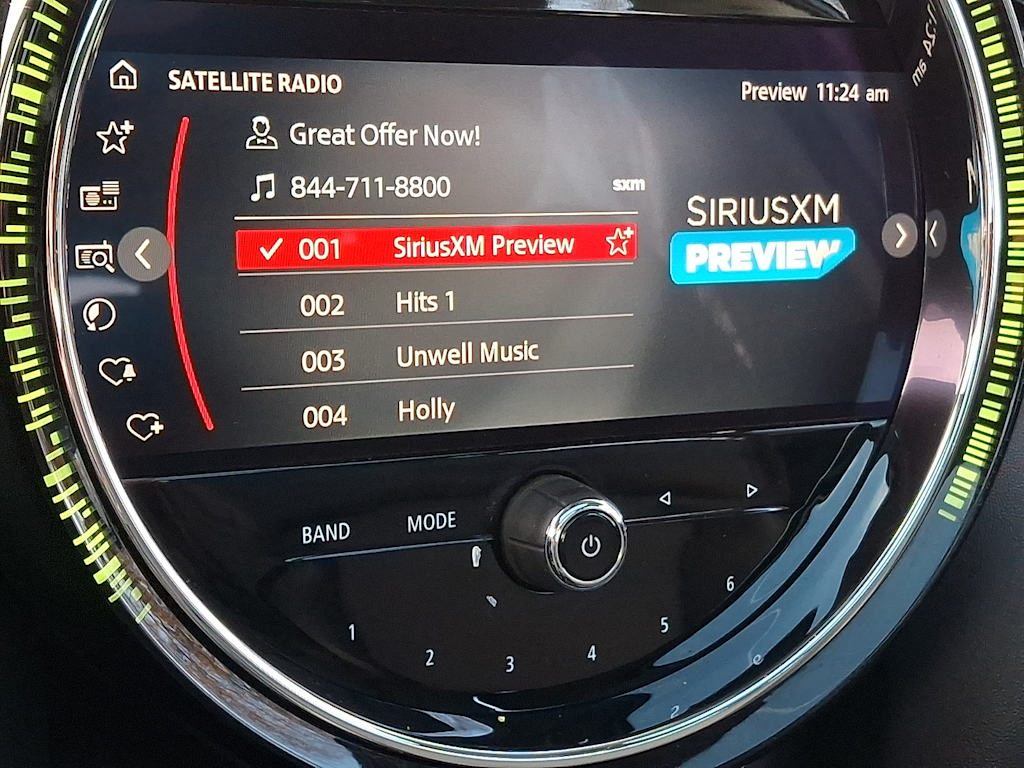 SATELLITE RADIO
Preview 11:24 am
Great Offer Now!
844-711-8800
sxm
001 SiriusXM Preview
SIRIUSXM
PREVIEW
002 Hits 1
003 Unwell Music
004 Holly
BAND
MODE
1
2
3
4
5
6